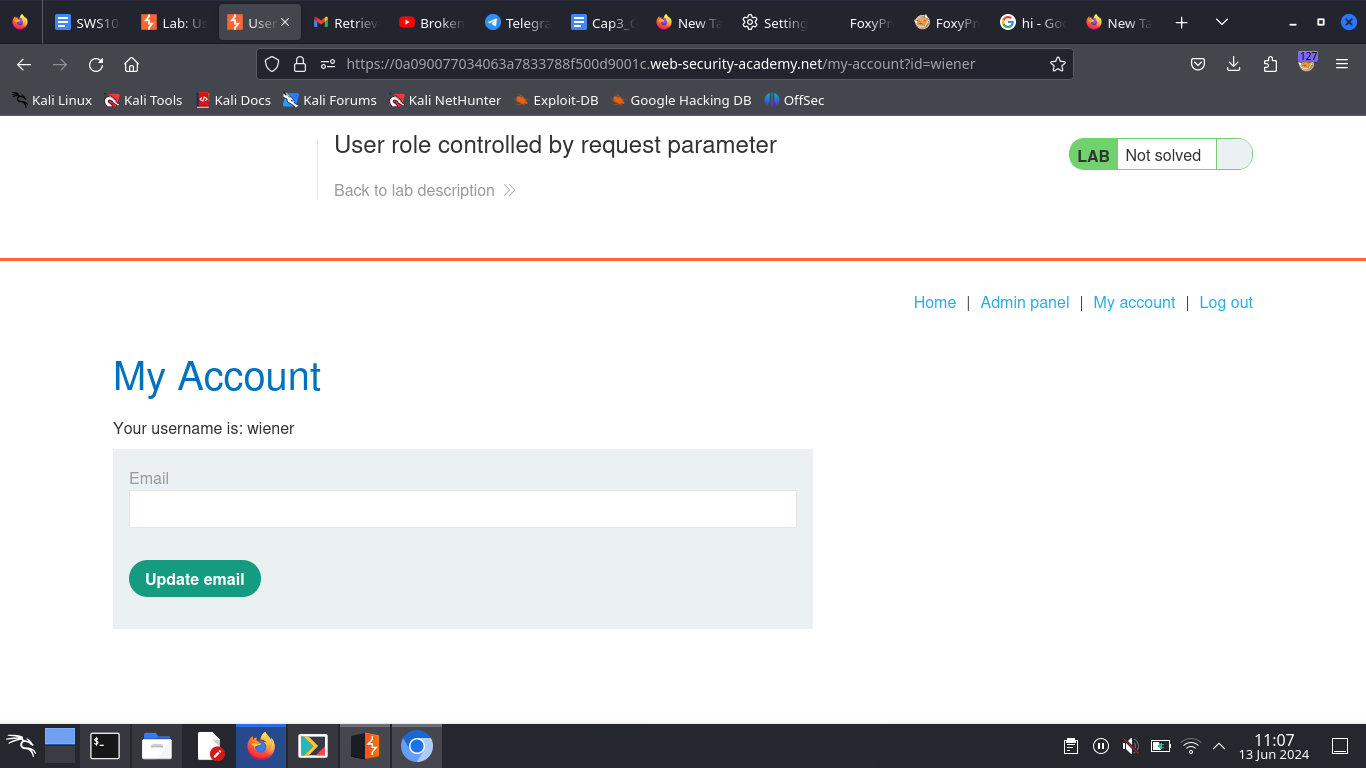 SWS10
Lab: Us
User
Retriev
Broken
Telegra
Cap3_C
New Ta
Setting
FoxyPr
FoxyPr
hi - Goo
New Ta
https://0a090077034063a7833788f500d9001c.web-security-academy.net/my-account?id=wiener
127
Kali Linux
Kali Tools
Kali Docs
Kali Forums
Kali NetHunter
Exploit-DB
Google Hacking DB
OffSec
User role controlled by request parameter
LAB Not solved
Back to lab description
Home | Admin panel | My account | Log out
My Account
Your username is: wiener
Email
Update email
11:07
13 Jun 2024